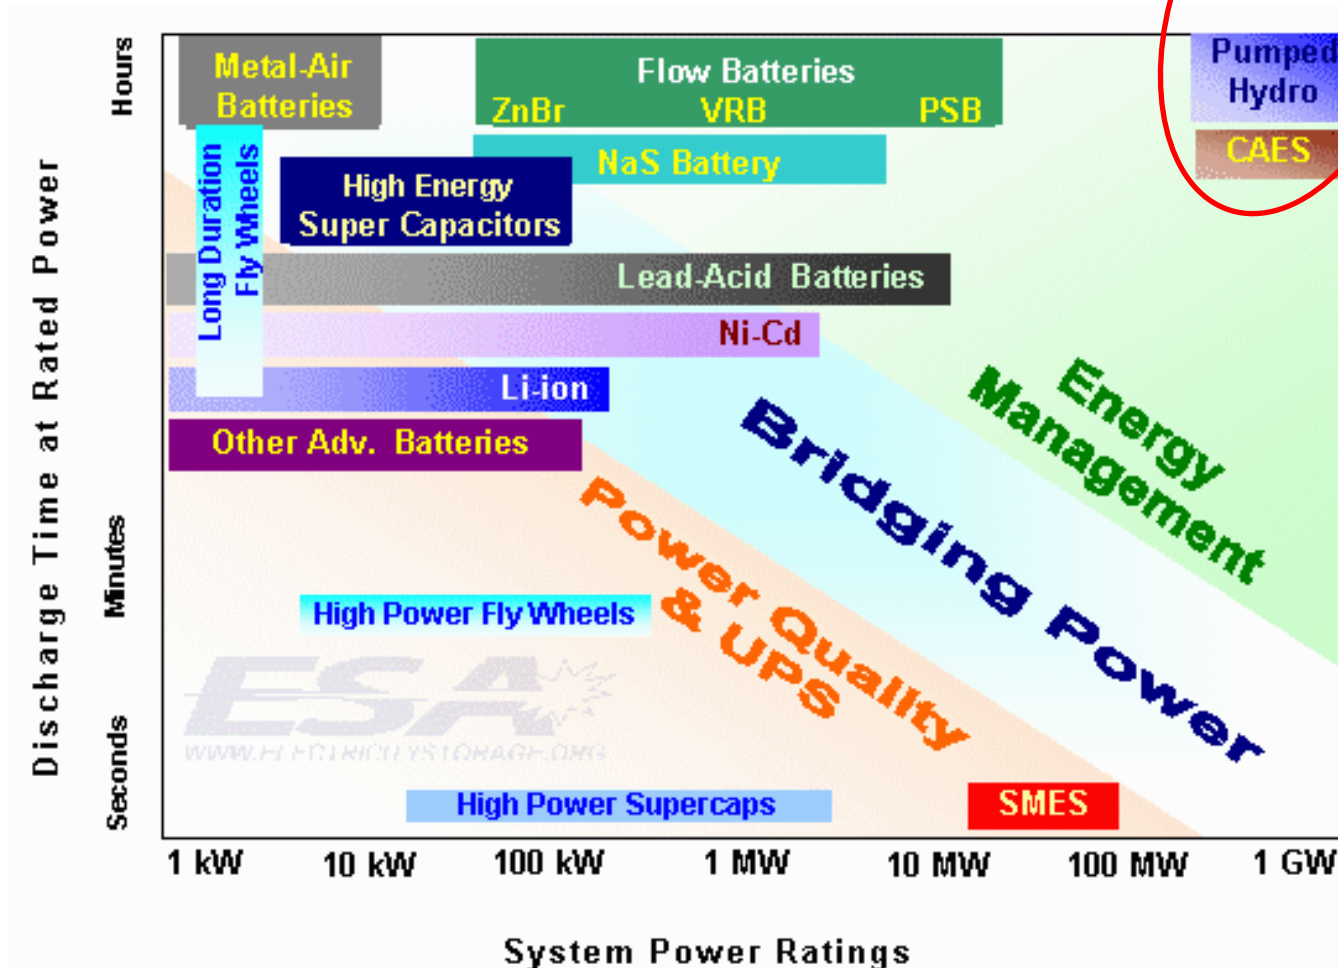 Hours
Minutes
Seconds
Discharge Time at Rated Power
Metal-Air
Batteries
Flow Batteries
ZnBr VRB PSB
Pumped
Hydro
CAES
NaS Battery
Long Duration
Fly Wheels
High Energy
Super Capacitors
Lead-Acid Batteries
Ni-Cd
Li-ion
Other Adv. Batteries
Energy
Management
Bridging Power
Power Quality
& UPS
High Power Fly Wheels
ESA
WWW.ELECTRICITYSTORAGE.ORG
High Power Supercaps
SMES
1 kW 10 kW 100 kW 1 MW 10 MW 100 MW 1 GW
System Power Ratings